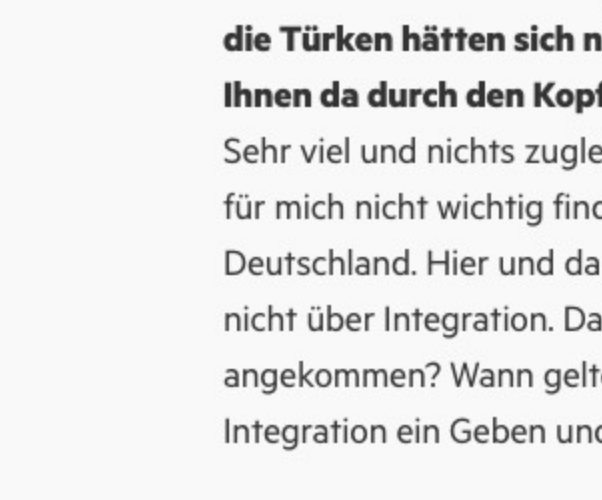 die Türken hätten sich n
Ihnen da durch den Kopf
Sehr viel und nichts zugle
für mich nicht wichtig find
Deutschland. Hier und da
nicht über Integration. Da
angekommen? Wann gelte
Integration ein Geben und